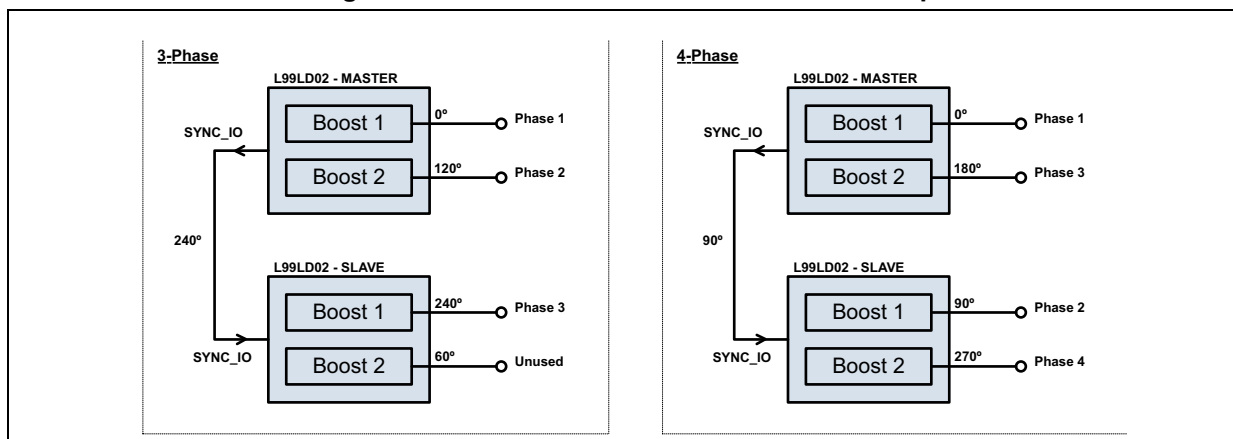 3-Phase
L99LD02 - MASTER
SYNC_IO
Boost 1
0º
Phase 1
Boost 2
120º
Phase 2
240º
L99LD02 - SLAVE
Boost 1
240º
Phase 3
SYNC_IO
Boost 2
60º
Unused
4-Phase
L99LD02 - MASTER
SYNC_IO
Boost 1
0º
Phase 1
Boost 2
180º
Phase 3
90º
L99LD02 - SLAVE
Boost 1
90º
Phase 2
SYNC_IO
Boost 2
270º
Phase 4